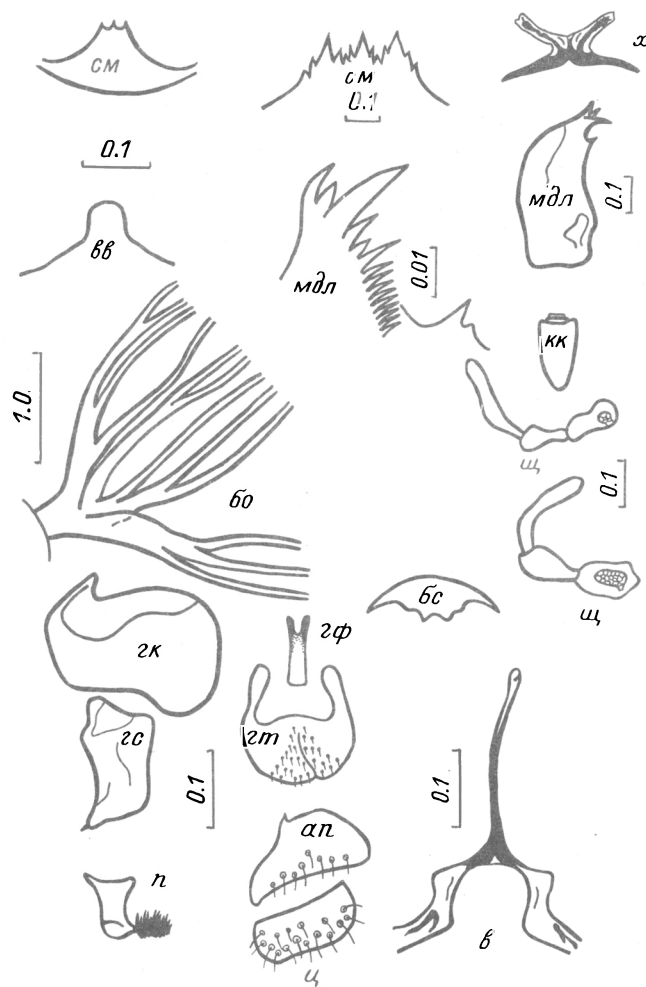 см
см
0.1
х
0.1
вв
мдл
0.01
мдл
0.1
кк
щ
0.1
щ
1.0
бо
бс
гк
гф
гс
гт
0.1
0.1
ап
п
ц
в